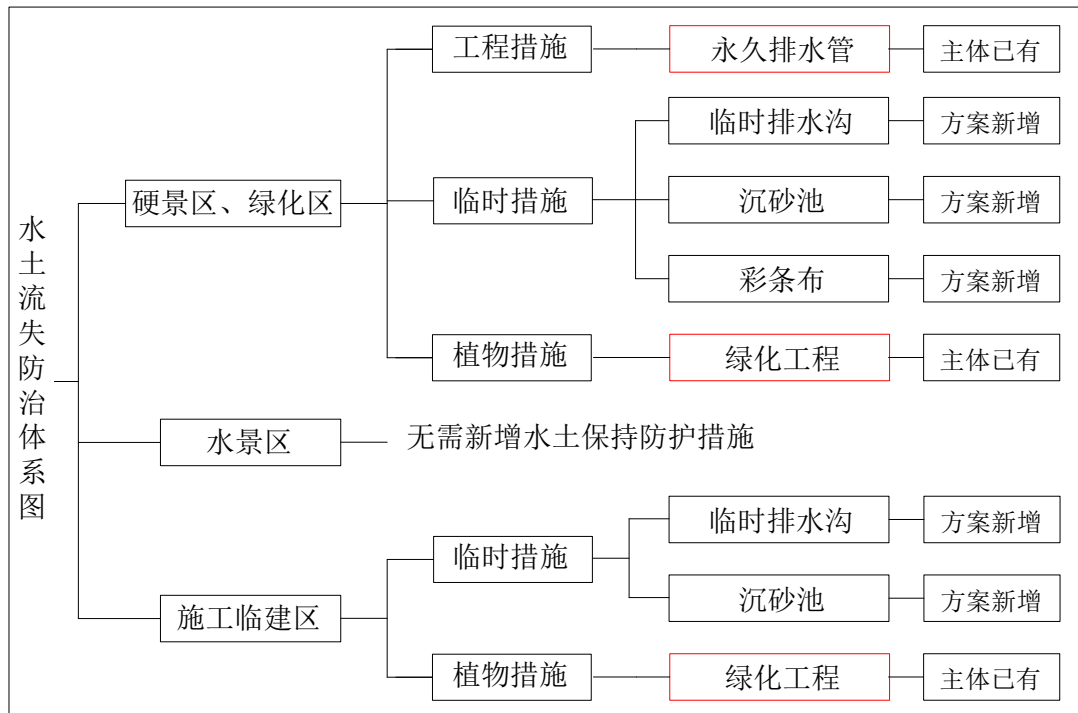 水土流失防治体系图
硬景区、绿化区
工程措施
永久排水管
主体已有
临时措施
临时排水沟
方案新增
沉砂池
方案新增
彩条布
方案新增
植物措施
绿化工程
主体已有
水景区
无需新增水土保持防护措施
施工临建区
临时措施
临时排水沟
方案新增
沉砂池
方案新增
植物措施
绿化工程
主体已有